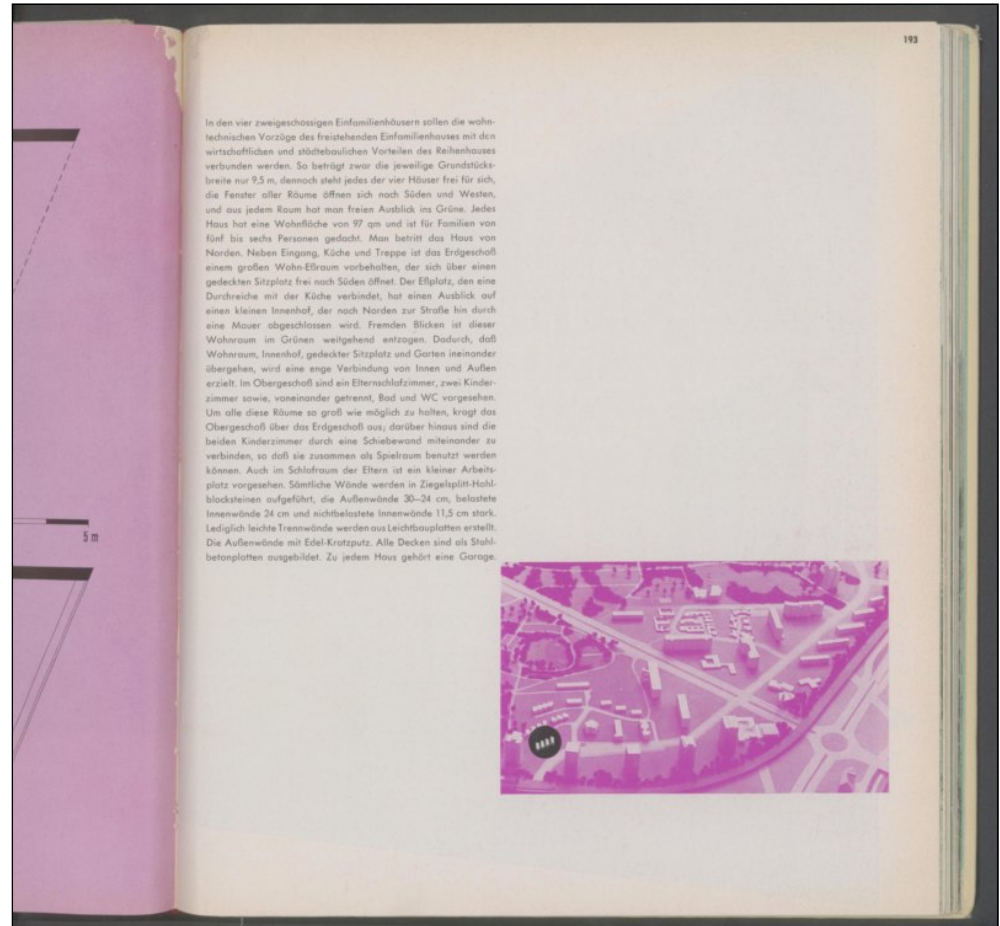 193
In den vier zweigeschossigen Einfamilienhäusern sollen die wohn-
technischen Vorzüge des freistehenden Einfamilienhauses mit den
wirtschaftlichen und städtebaulichen Vorteilen des Reihenhauses
verbunden werden. So beträgt zwar die jeweilige Grundstücks-
breite nur 9,5 m, dennoch steht jedes der vier Häuser frei für sich,
die Fenster aller Räume öffnen sich nach Süden und Westen,
und aus jedem Raum hat man freien Ausblick ins Grüne. Jedes
Haus hat eine Wohnfläche von 97 qm und ist für Familien von
fünf bis sechs Personen gedacht. Man betritt das Haus von
Norden. Neben Eingang, Küche und Treppe ist das Erdgeschoß
einem großen Wohn-Eßraum vorbehalten, der sich über einen
gedeckten Sitzplatz frei nach Süden öffnet. Der Eßplatz, den eine
Durchreiche mit der Küche verbindet, hat einen Ausblick auf
einen kleinen Innenhof, der nach Norden zur Straße hin durch
eine Mauer abgeschlossen wird. Fremden Blicken ist dieser
Wohnraum im Grünen weitgehend entzogen. Dadurch, daß
Wohnraum, Innenhof, gedeckter Sitzplatz und Garten ineinander
übergehen, wird eine enge Verbindung von Innen und Außen
erzielt. Im Obergeschoß sind ein Elternschlafzimmer, zwei Kinder-
zimmer sowie, voneinander getrennt, Bad und WC vorgesehen.
Um alle diese Räume so groß wie möglich zu halten, kragt das
Obergeschoß über das Erdgeschoß aus; darüber hinaus sind die
beiden Kinderzimmer durch eine Schiebewand miteinander zu
verbinden, so daß sie zusammen als Spielraum benutzt werden
können. Auch im Schlafraum der Eltern ist ein kleiner Arbeits-
platz vorgesehen. Sämtliche Wände werden in Ziegelsplitt-Hohl-
blocksteinen aufgeführt, die Außenwände 30—24 cm, belastete
Innenwände 24 cm und nichtbelastete Innenwände 11,5 cm stark.
Lediglich leichte Trennwände werden aus Leichtbauplatten erstellt.
Die Außenwände mit Edel-Kratzputz. Alle Decken sind als Stahl-
betonplatten ausgebildet. Zu jedem Haus gehört eine Garage.
5 m